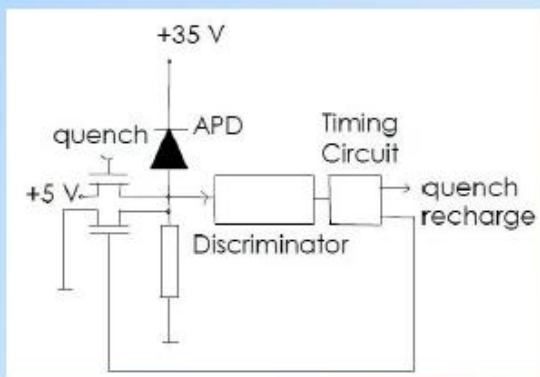 +35 V
quench
APD
Timing
Circuit
+5 V
quench
recharge
Discriminator